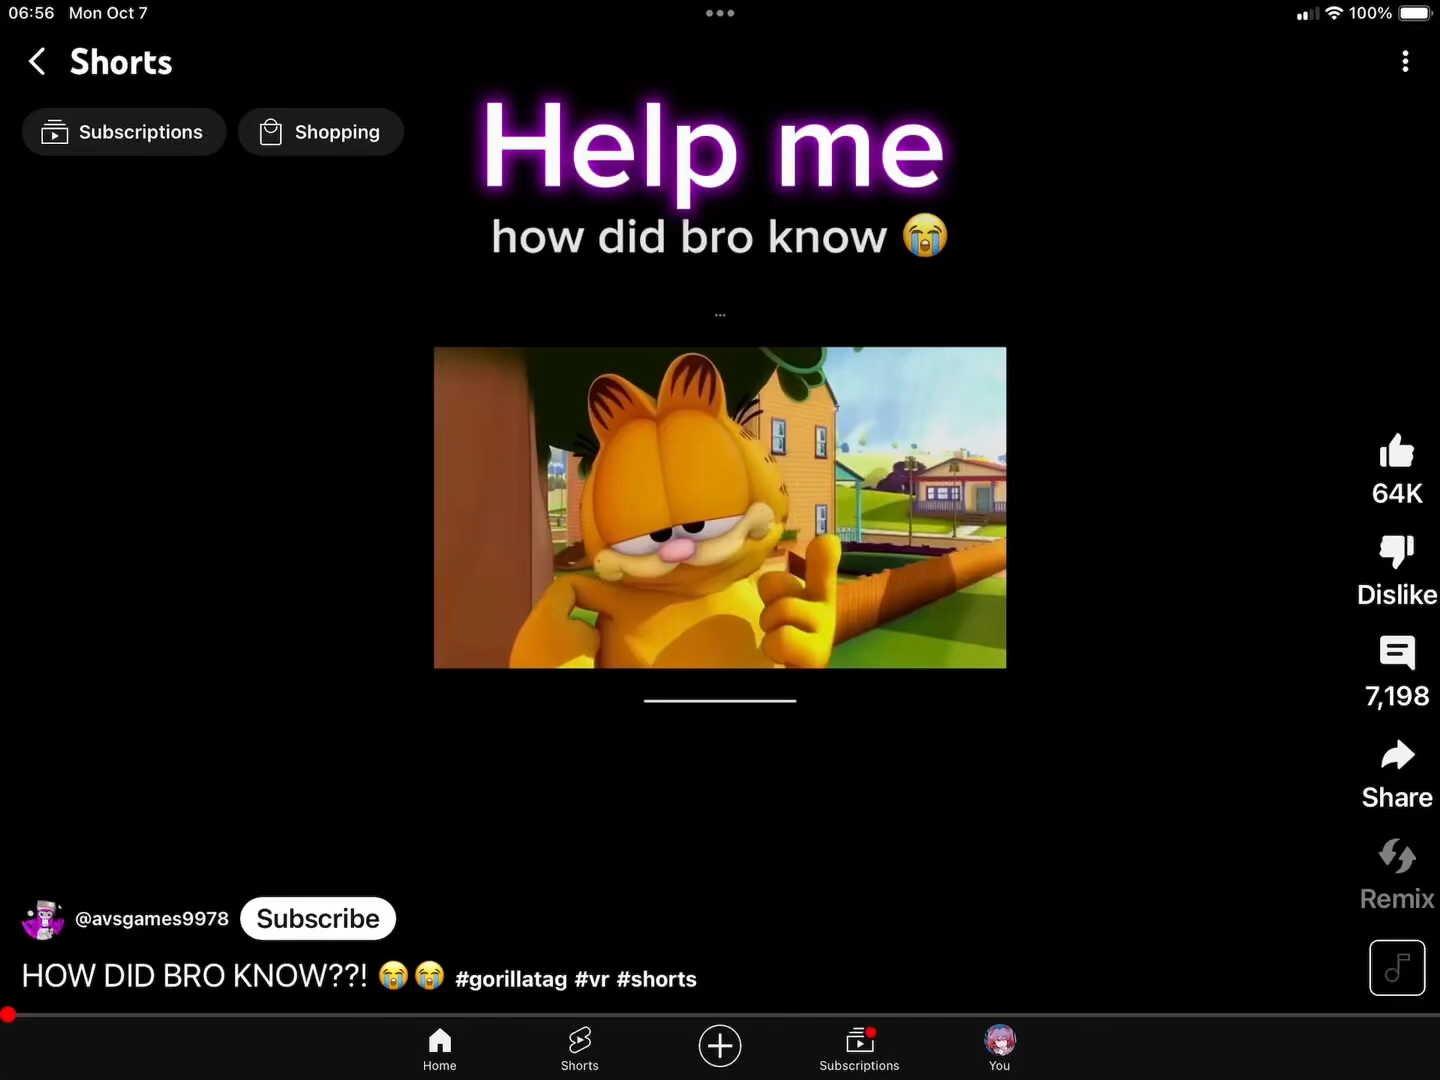 06:56 Mon Oct 7
100%
Shorts
Subscriptions
Shopping
Help me
how did bro know 😭
...
64K
Dislike
7,198
Share
Remix
@avsgames9978
Subscribe
HOW DID BRO KNOW??! 😭😭 #gorillatag #vr #shorts
Home
Shorts
Subscriptions
You